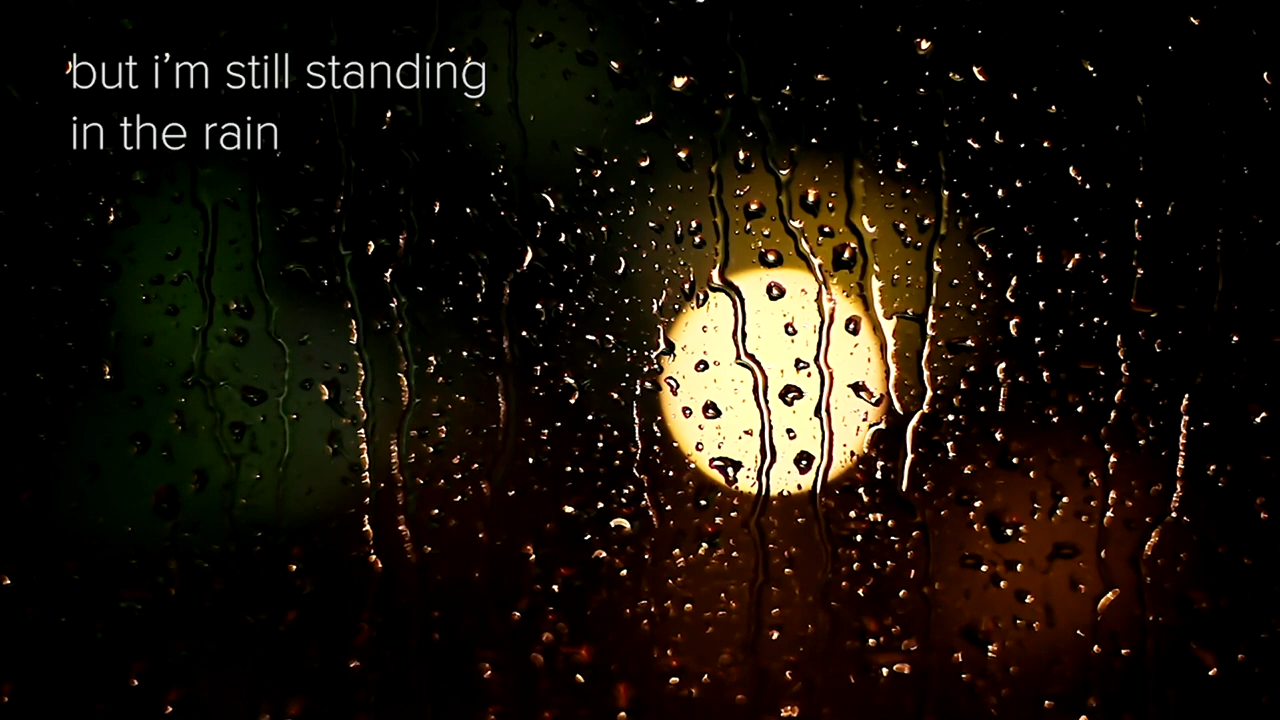 but i’m still standing
in the rain